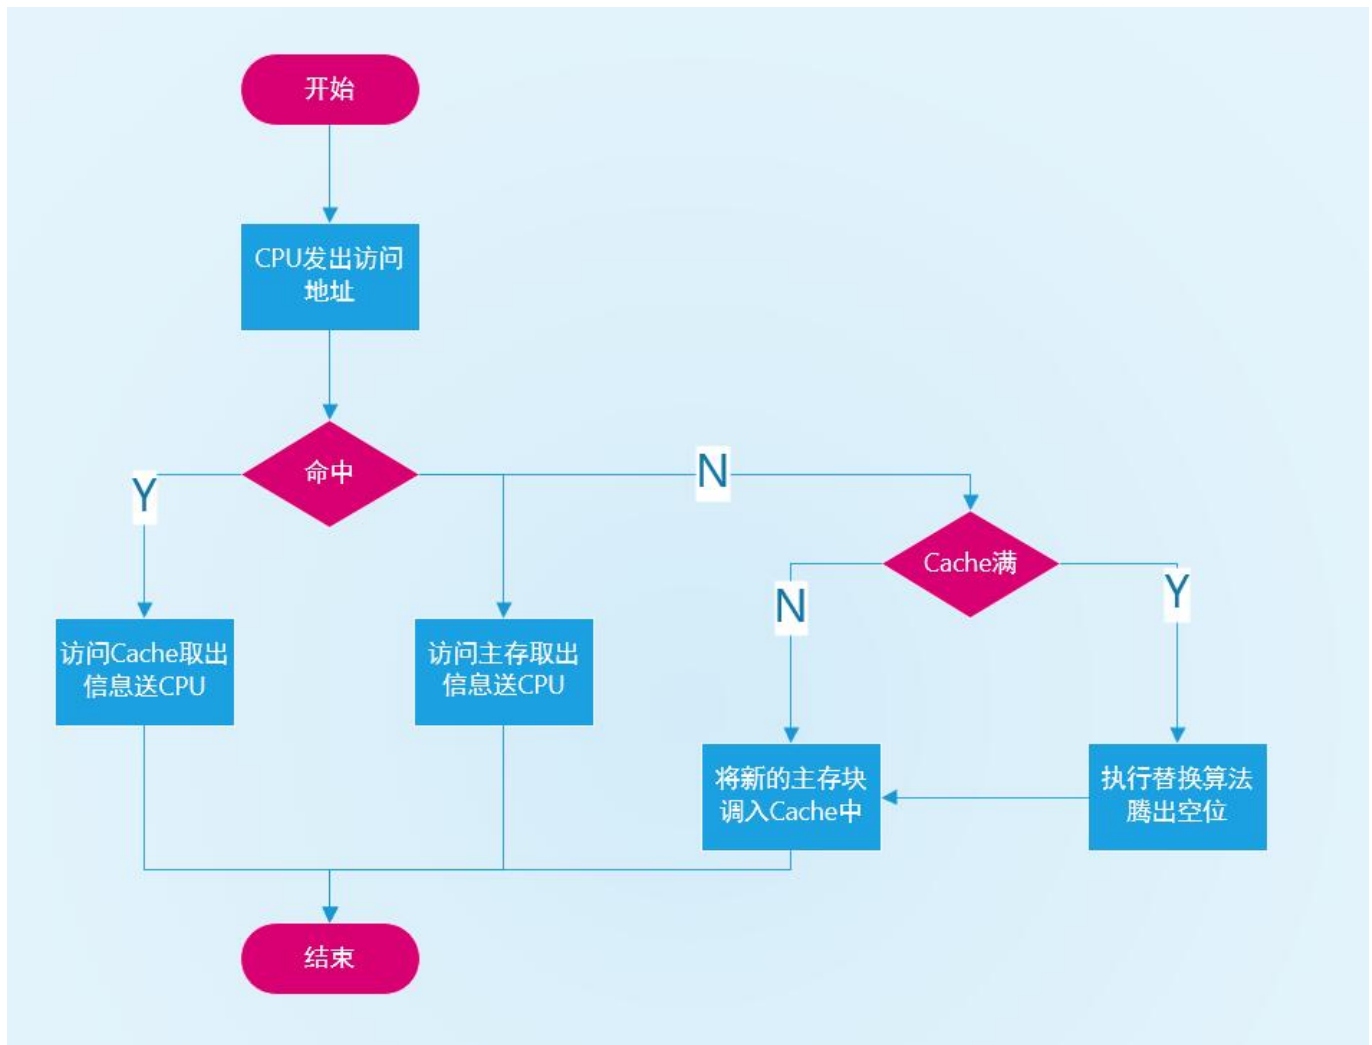 开始
CPU发出访问
地址
命中
Y
N
Cache满
N
Y
访问Cache取出
信息送CPU
访问主存取出
信息送CPU
将新的主存块
调入Cache中
执行替换算法
腾出空位
结束